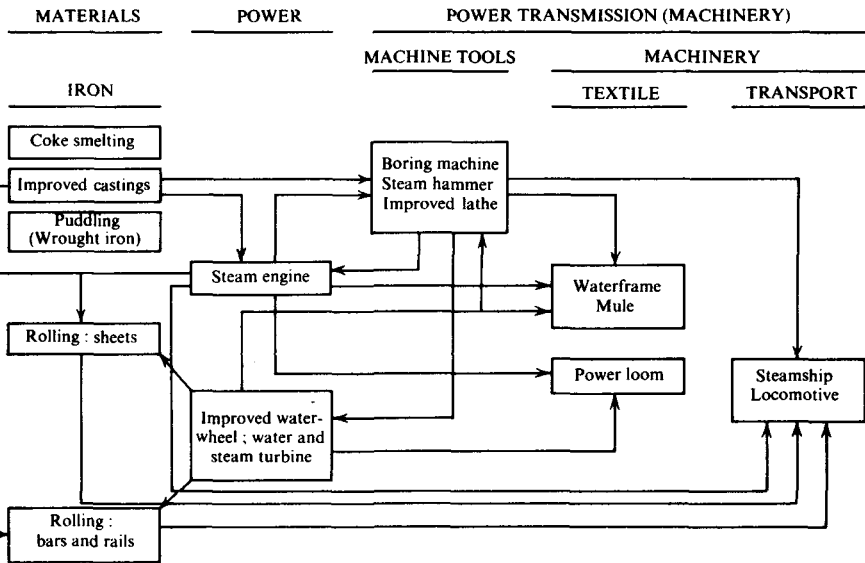 MATERIALS
POWER
POWER TRANSMISSION (MACHINERY)
MACHINE TOOLS
MACHINERY
IRON
TEXTILE
TRANSPORT
Coke smelting
Improved castings
Puddling
(Wrought iron)
Boring machine
Steam hammer
Improved lathe
Steam engine
Waterframe
Mule
Rolling : sheets
Power loom
Steamship
Locomotive
Improved water-
wheel ; water and
steam turbine
Rolling :
bars and rails